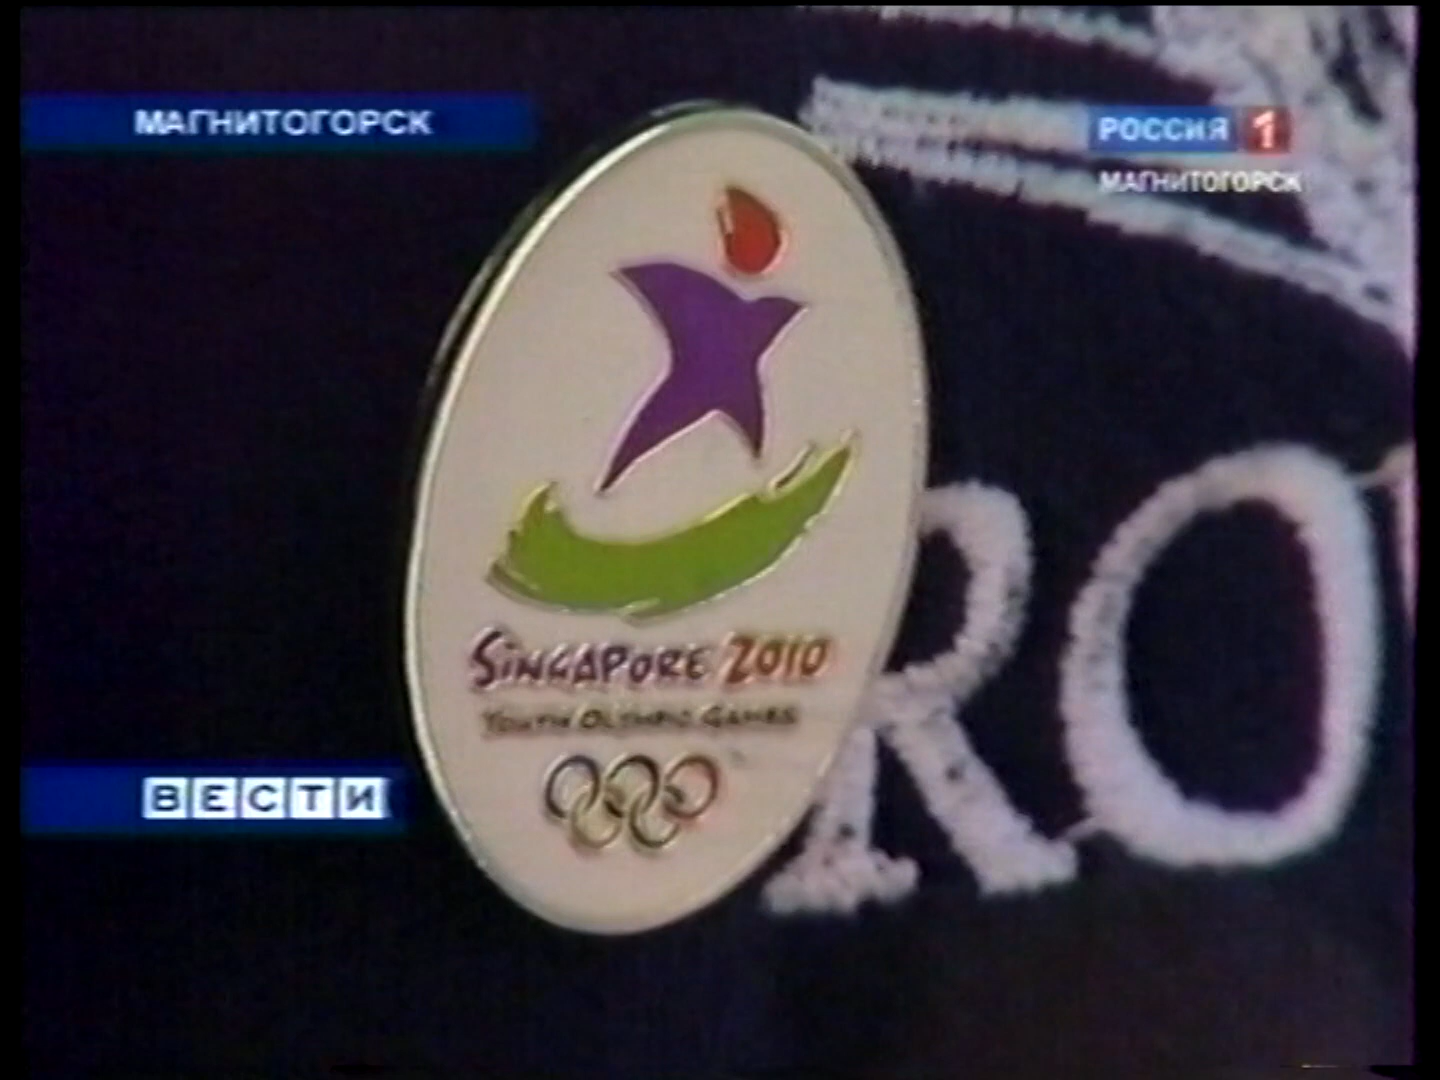 МАГНИТОГОРСК
РОССИЯ 1
МАГНИТОГОРСК
SINGAPORE 2010
YOUTH OLYMPIC GAMES
RO
ВЕСТИ